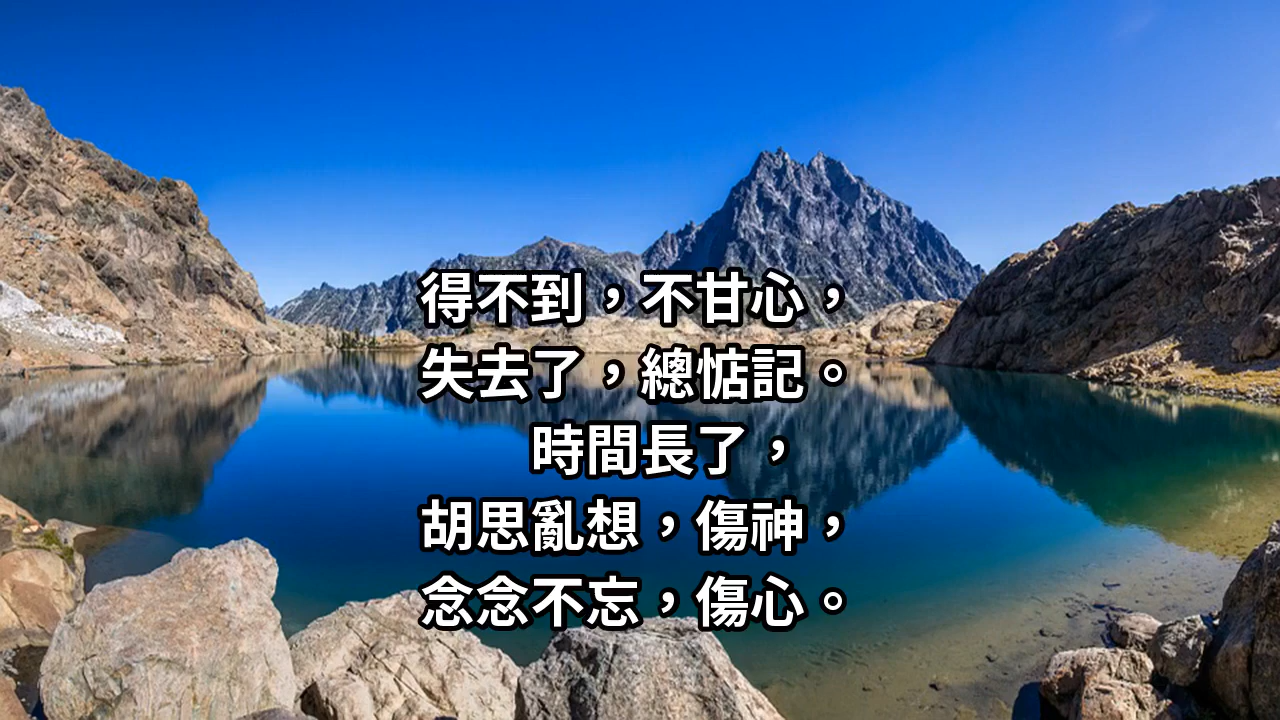 得不到，不甘心，
失去了，總惦記。
時間長了，
胡思亂想，傷神，
念念不忘，傷心。